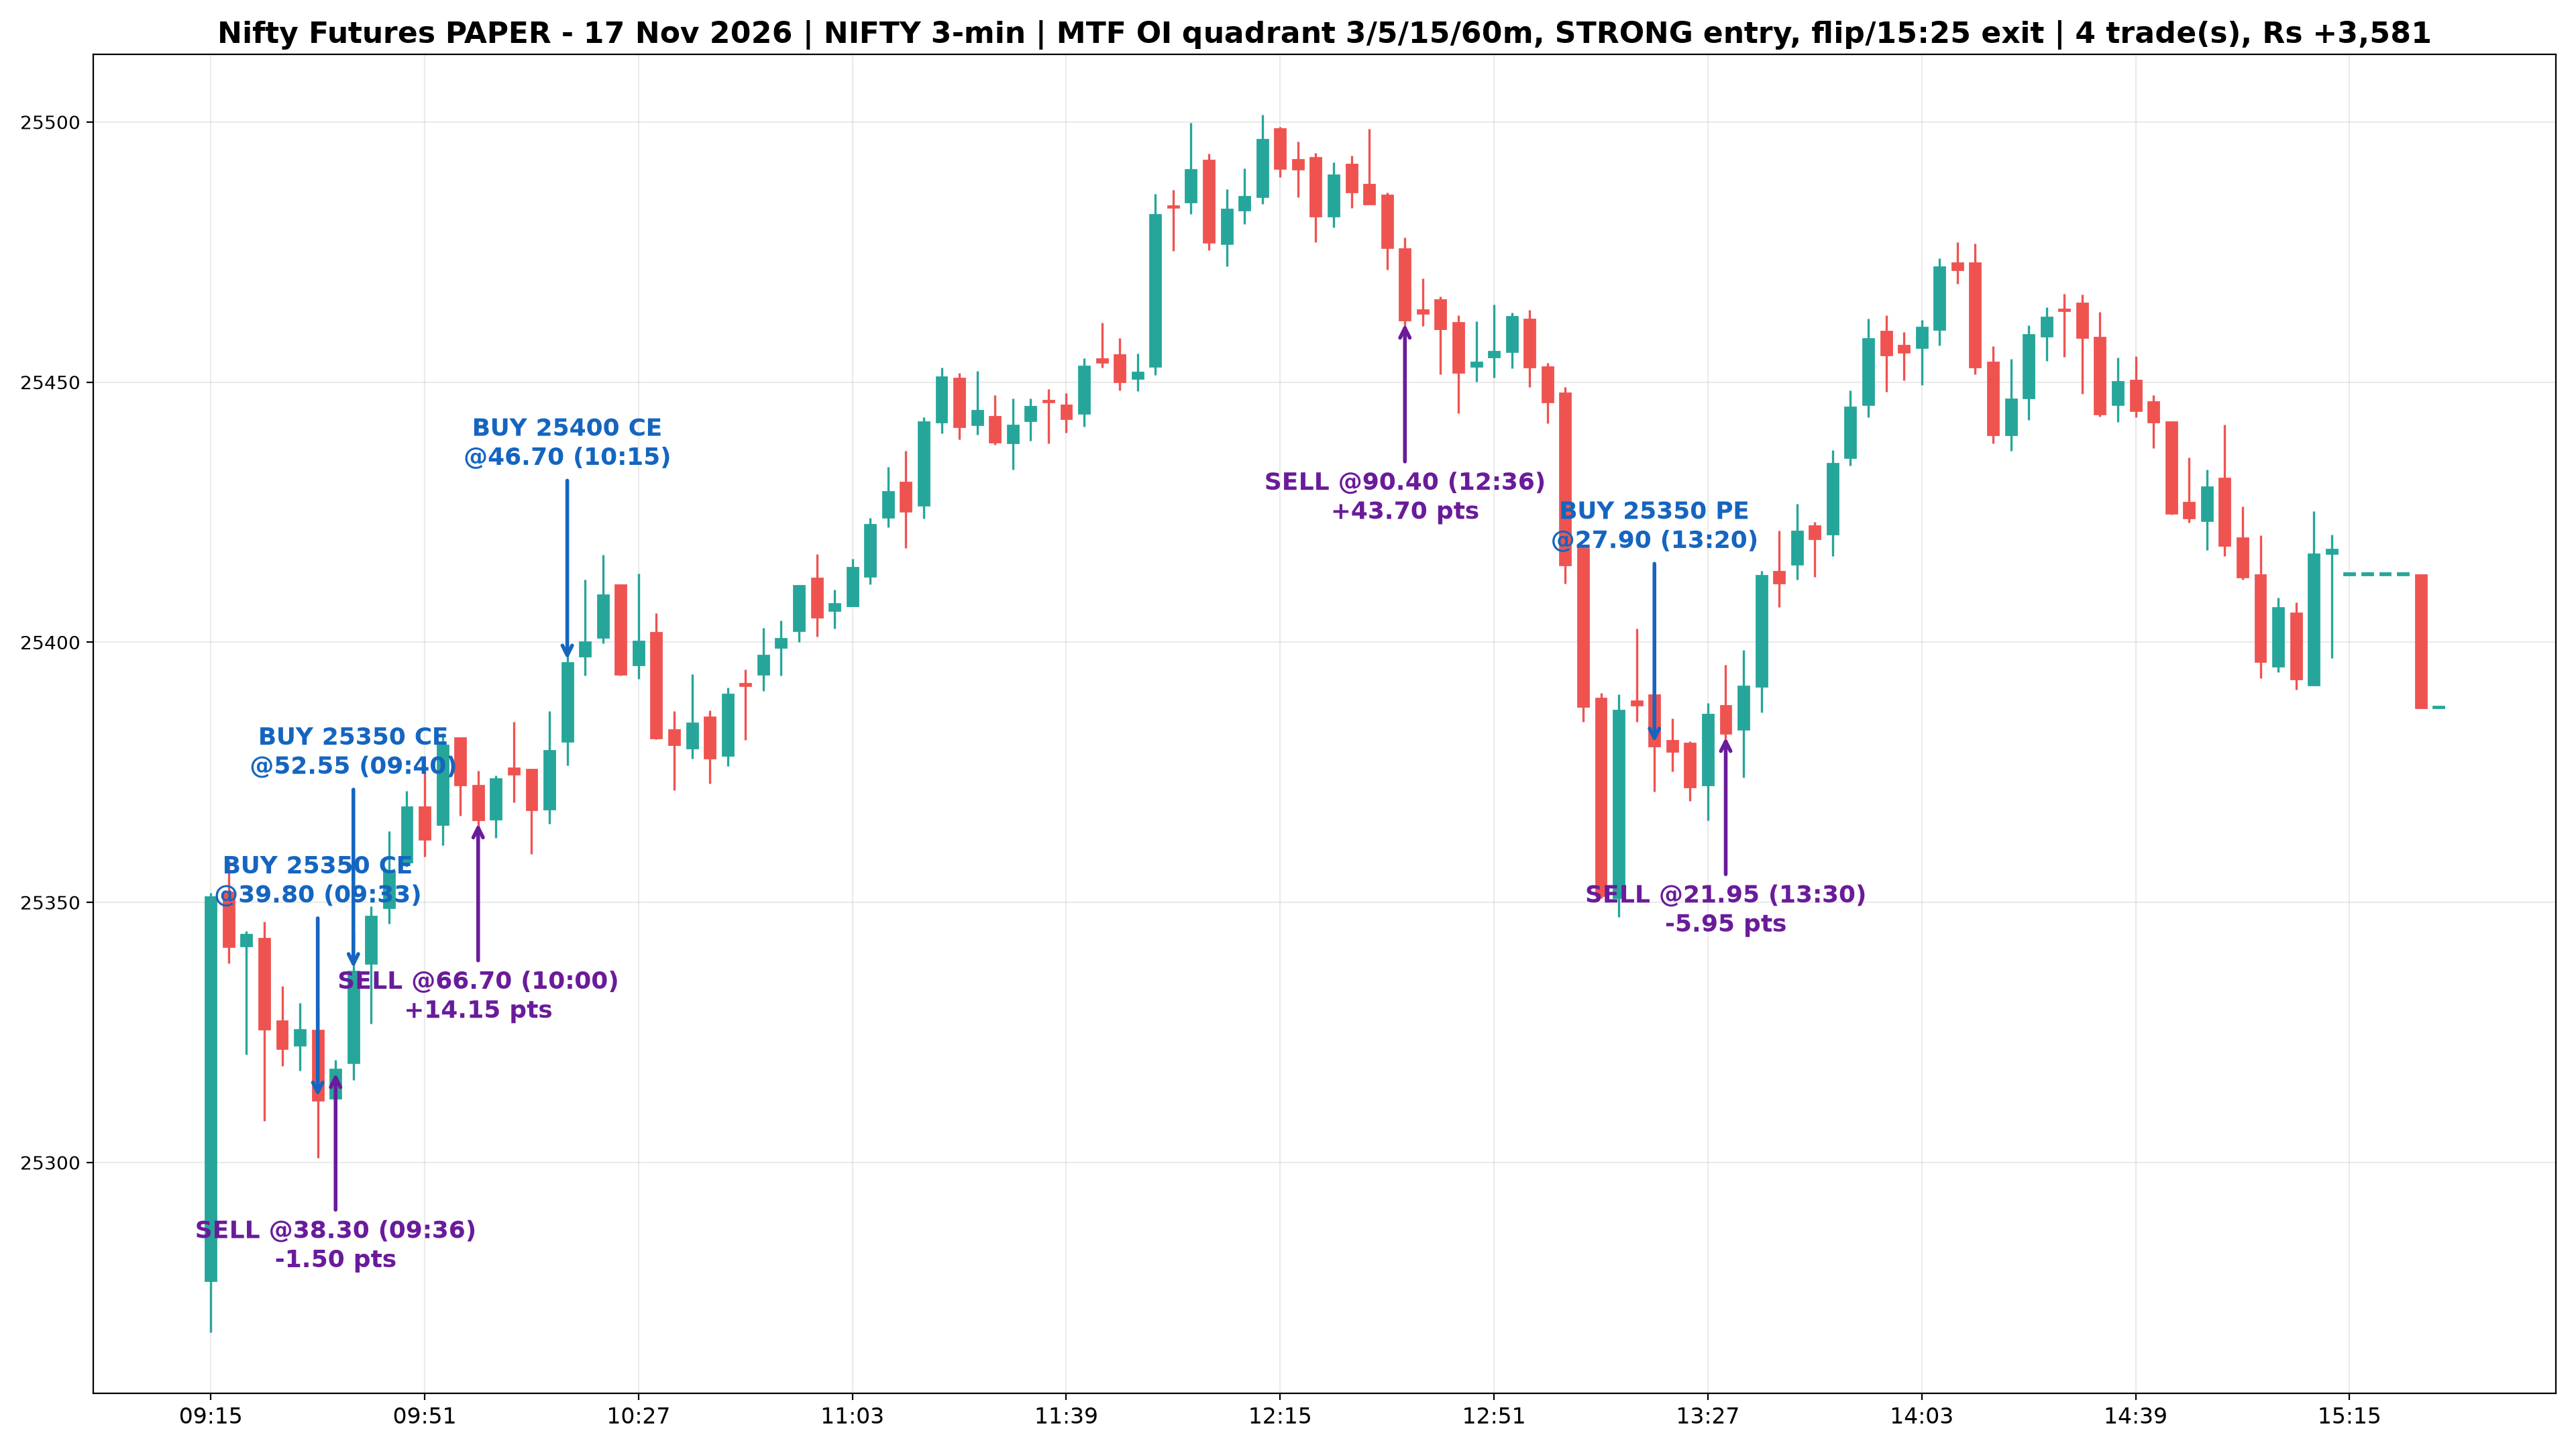 Nifty Futures PAPER - 17 Nov 2026 | NIFTY 3-min | MTF OI quadrant 3/5/15/60m, STRONG entry, flip/15:25 exit | 4 trade(s), Rs +3,581
25500
25450
25400
25350
25300
BUY 25400 CE
@46.70 (10:15)
SELL @90.40 (12:36)
+43.70 pts
BUY 25350 PE
@27.90 (13:20)
BUY 25350 CE
@52.55 (09:40)
BUY 25350 CE
@39.80 (09:33)
SELL @21.95 (13:30)
-5.95 pts
SELL @66.70 (10:00)
+14.15 pts
SELL @38.30 (09:36)
-1.50 pts
09:15 09:51 10:27 11:03 11:39 12:15 12:51 13:27 14:03 14:39 15:15